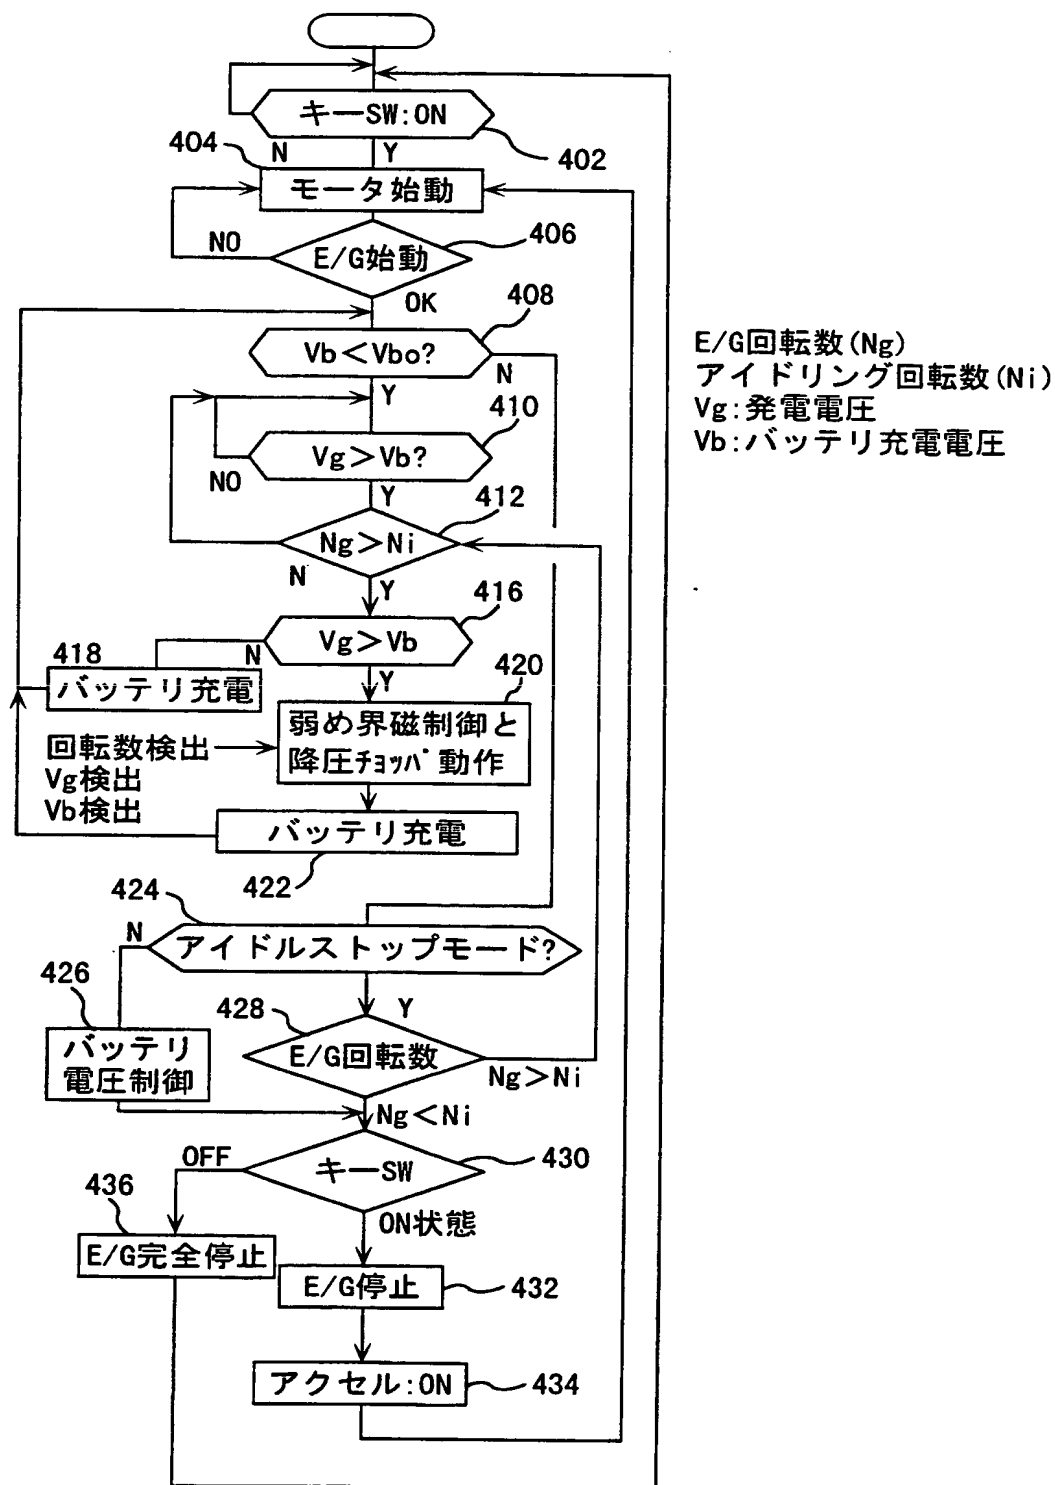 キーSW:ON
402
404
N
Y
モータ始動
NO
E/G始動
406
OK
408
Vb<Vbo?
N
Y
410
Vg>Vb?
NO
Y
412
Ng>Ni
N
Y
416
Vg>Vb
418
N
Y
420
バッテリ充電
弱め界磁制御と
降圧ﾁｮｯﾊﾟ動作
回転数検出
Vg検出
Vb検出
バッテリ充電
422
424
N
アイドルストップモード?
426
Y
428
バッテリ
電圧制御
E/G回転数
Ng>Ni
Ng<Ni
OFF
キーSW
430
436
ON状態
E/G完全停止
E/G停止
432
アクセル:ON
434
E/G回転数(Ng)
アイドリング回転数(Ni)
Vg:発電電圧
Vb:バッテリ充電電圧